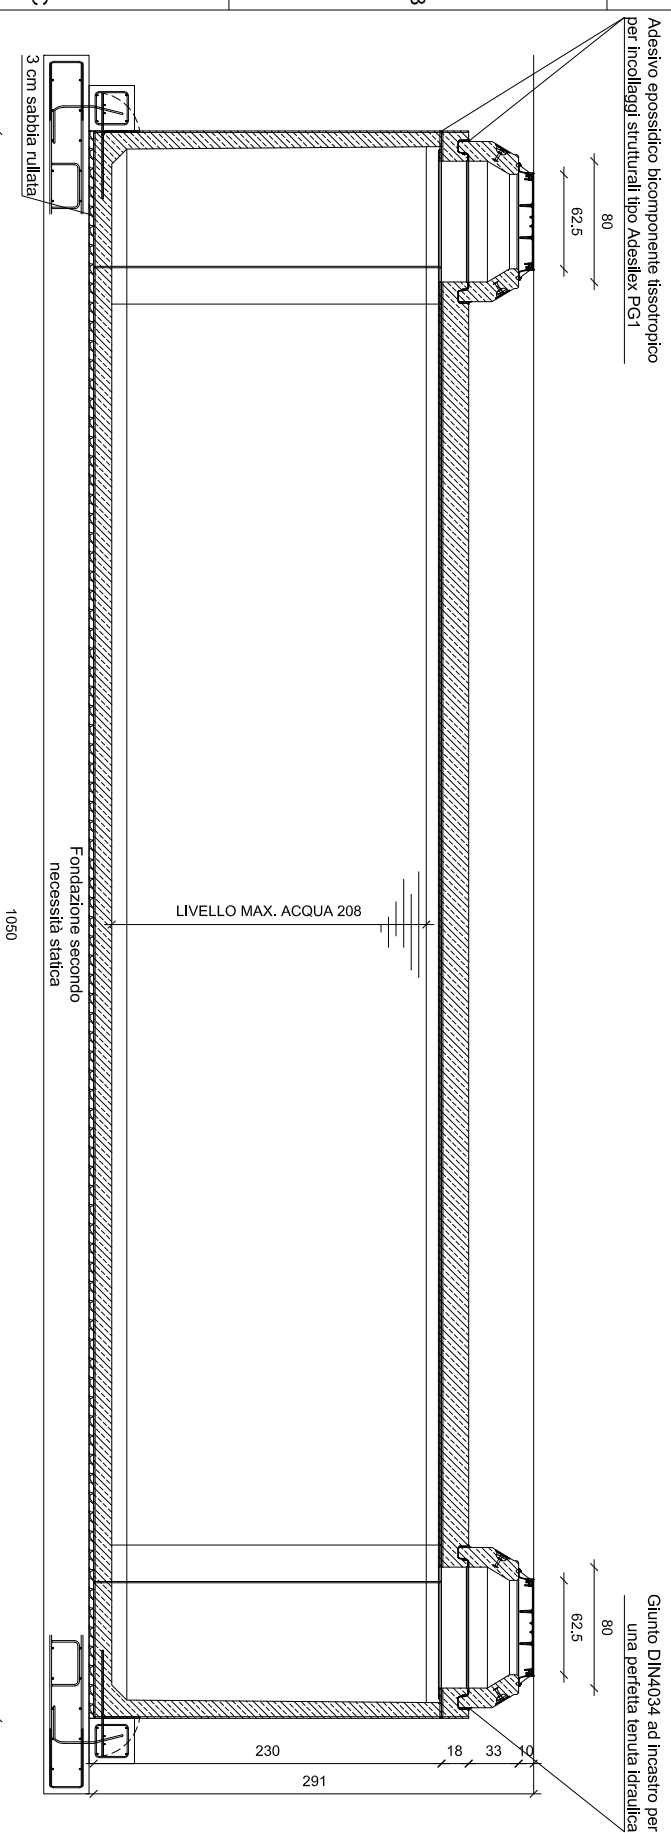 Adesivo epossidico bicomponente tissotropico
per incollaggi strutturali tipo Adesilex PG1
Giunto DIN4034 ad incastro per
una perfetta tenuta idraulica
80
62.5
80
62.5
10
33
18
230
291
LIVELLO MAX. ACQUA 208
Fondazione secondo
necessità statica
3 cm sabbia rullata
1050